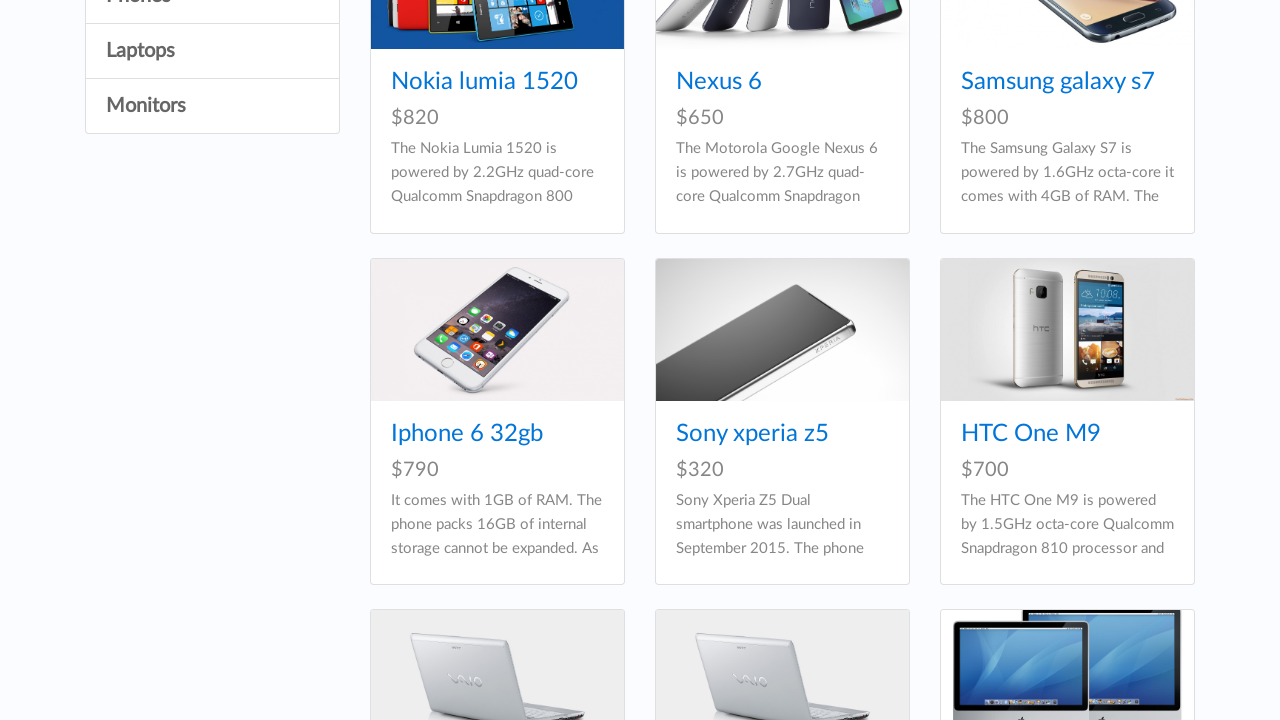 Phones
Laptops
Monitors
Nokia lumia 1520
$820
The Nokia Lumia 1520 is
powered by 2.2GHz quad-core
Qualcomm Snapdragon 800
Nexus 6
$650
The Motorola Google Nexus 6
is powered by 2.7GHz quad-
core Qualcomm Snapdragon
Samsung galaxy s7
$800
The Samsung Galaxy S7 is
powered by 1.6GHz octa-core it
comes with 4GB of RAM. The
Iphone 6 32gb
$790
It comes with 1GB of RAM. The
phone packs 16GB of internal
storage cannot be expanded. As
XPERIA
Sony xperia z5
$320
Sony Xperia Z5 Dual
smartphone was launched in
September 2015. The phone
hTC
HTC One M9
$700
The HTC One M9 is powered
by 1.5GHz octa-core Qualcomm
Snapdragon 810 processor and
VAIO
VAIO